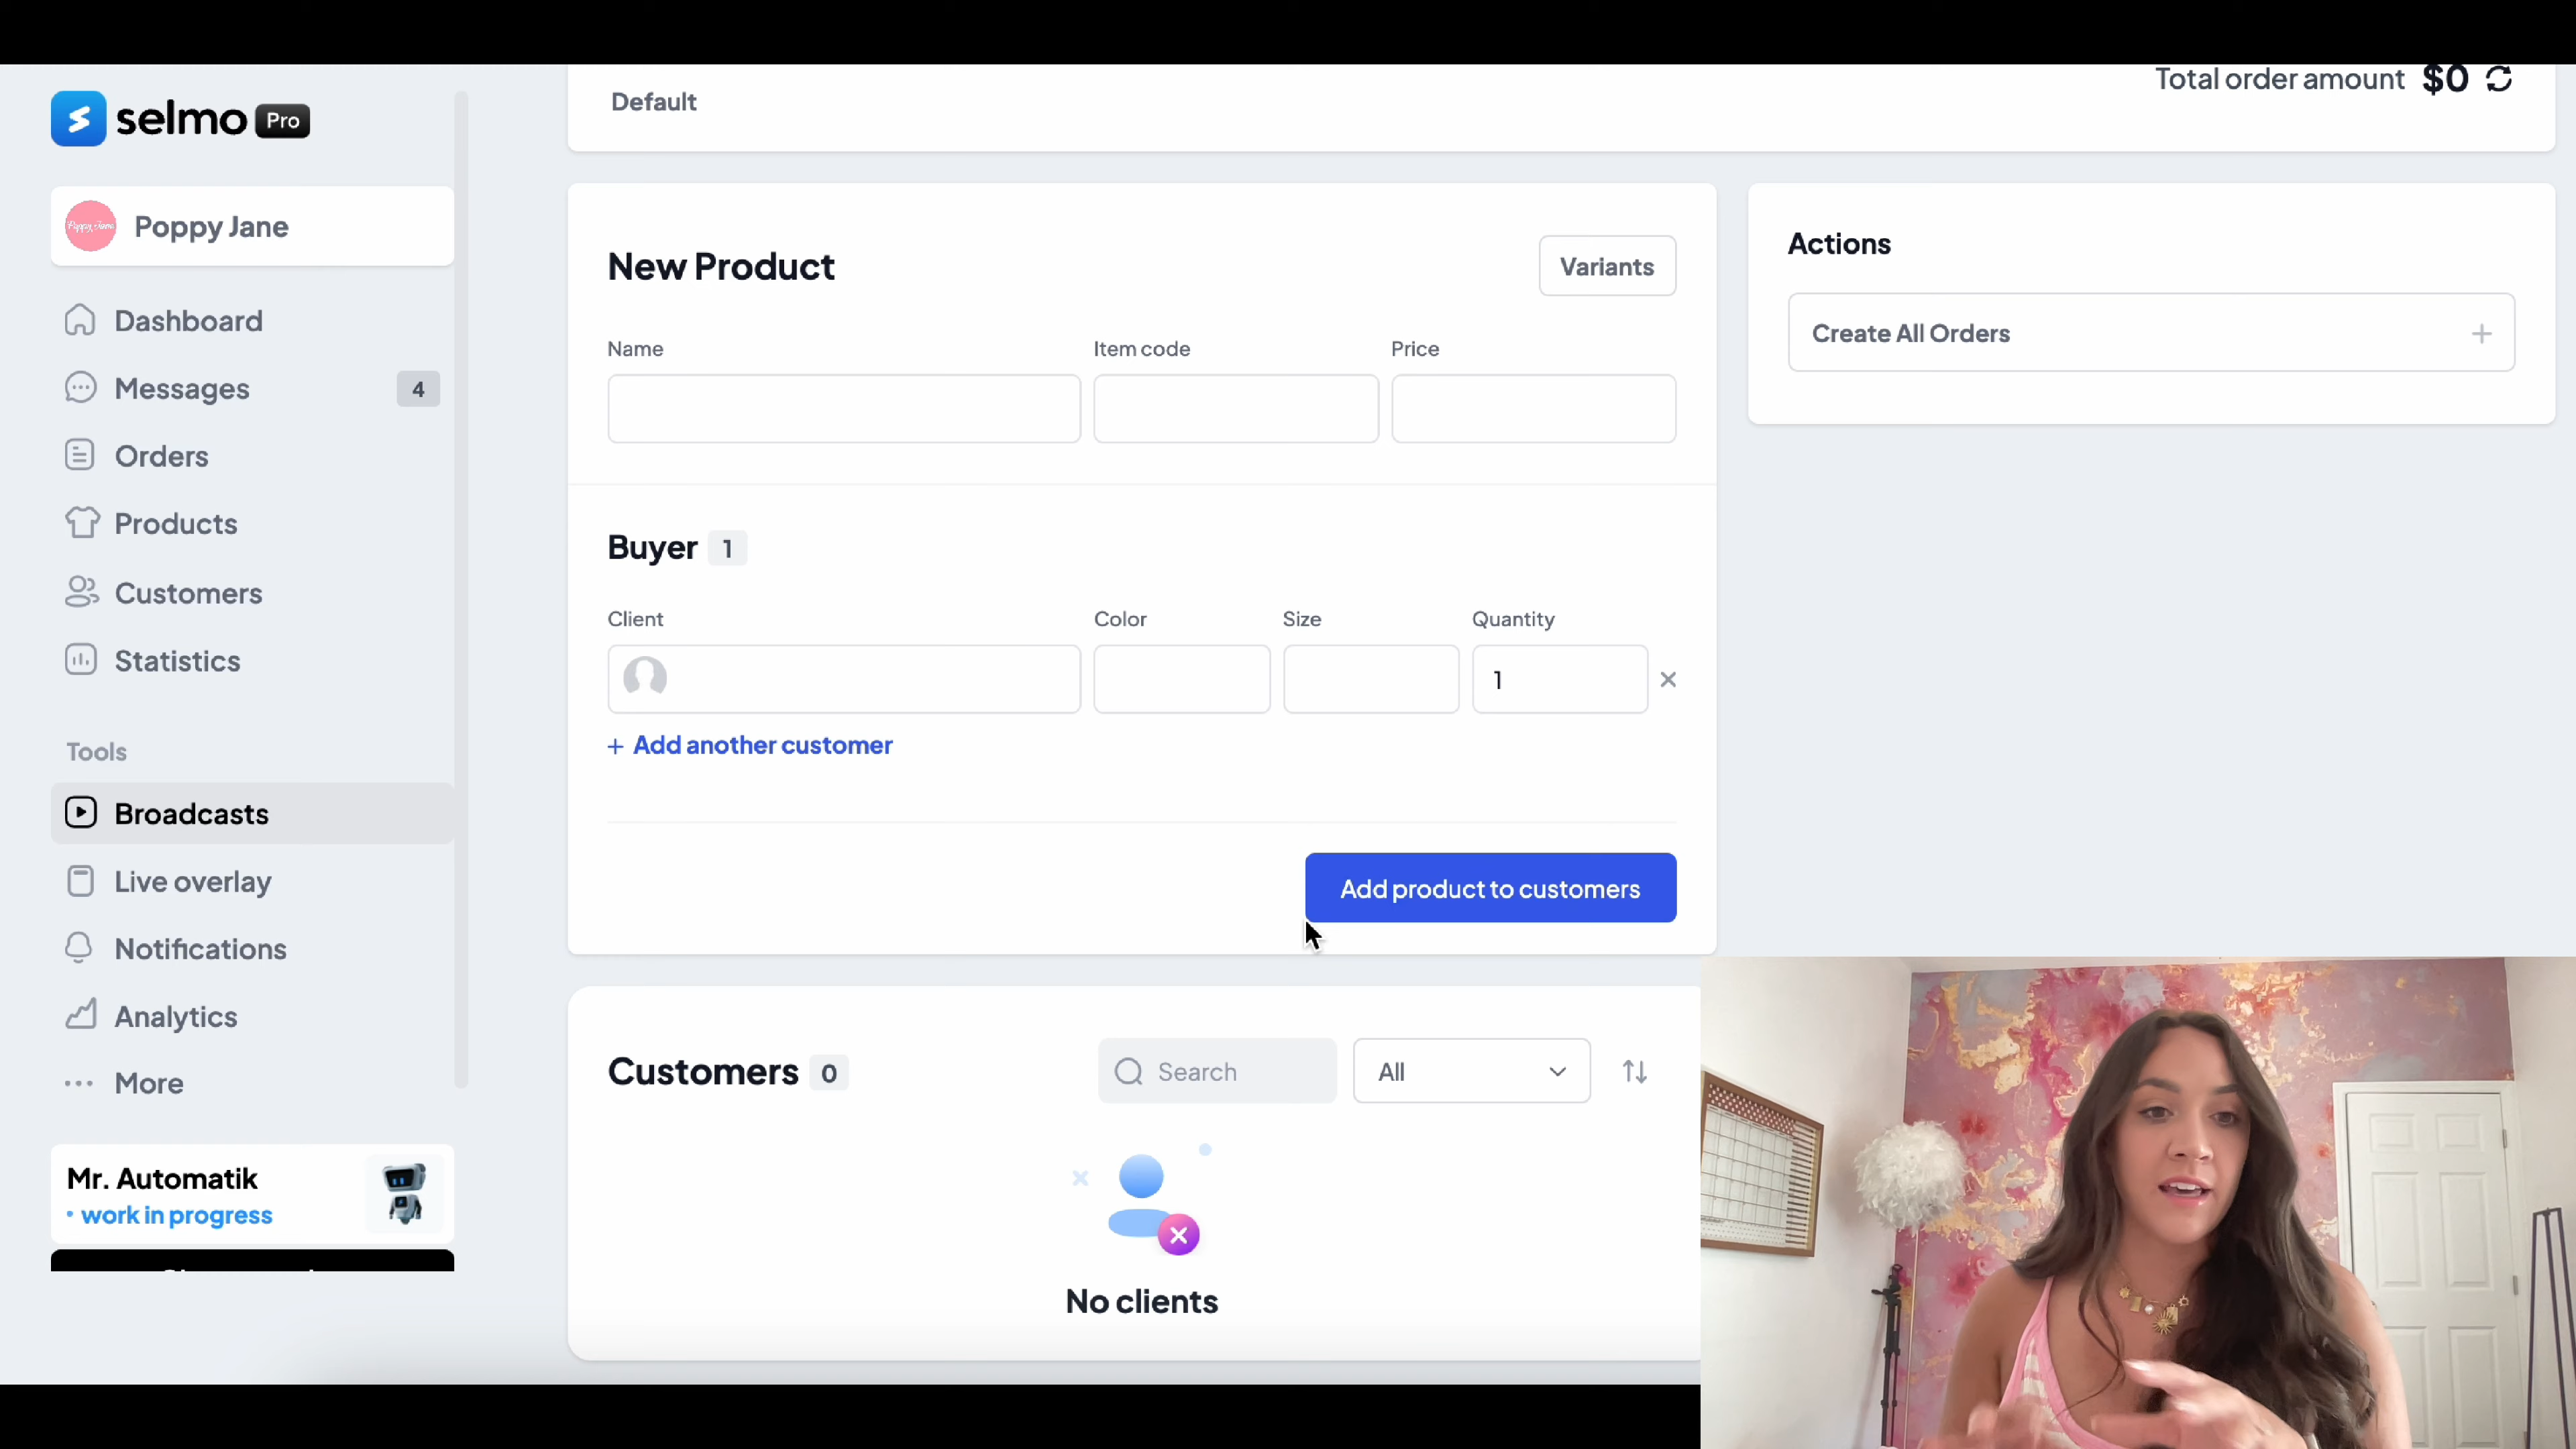 selmo Pro
Poppy Jane
Dashboard
Messages 4
Orders
Products
Customers
Statistics
Tools
Broadcasts
Live overlay
Notifications
Analytics
More
Mr. Automatik
• work in progress
Default
Total order amount $0
New Product
Variants
Name Item code Price
Buyer 1
Client Color Size Quantity
1
+ Add another customer
Add product to customers
Customers 0
Search
All
No clients
Actions
Create All Orders +